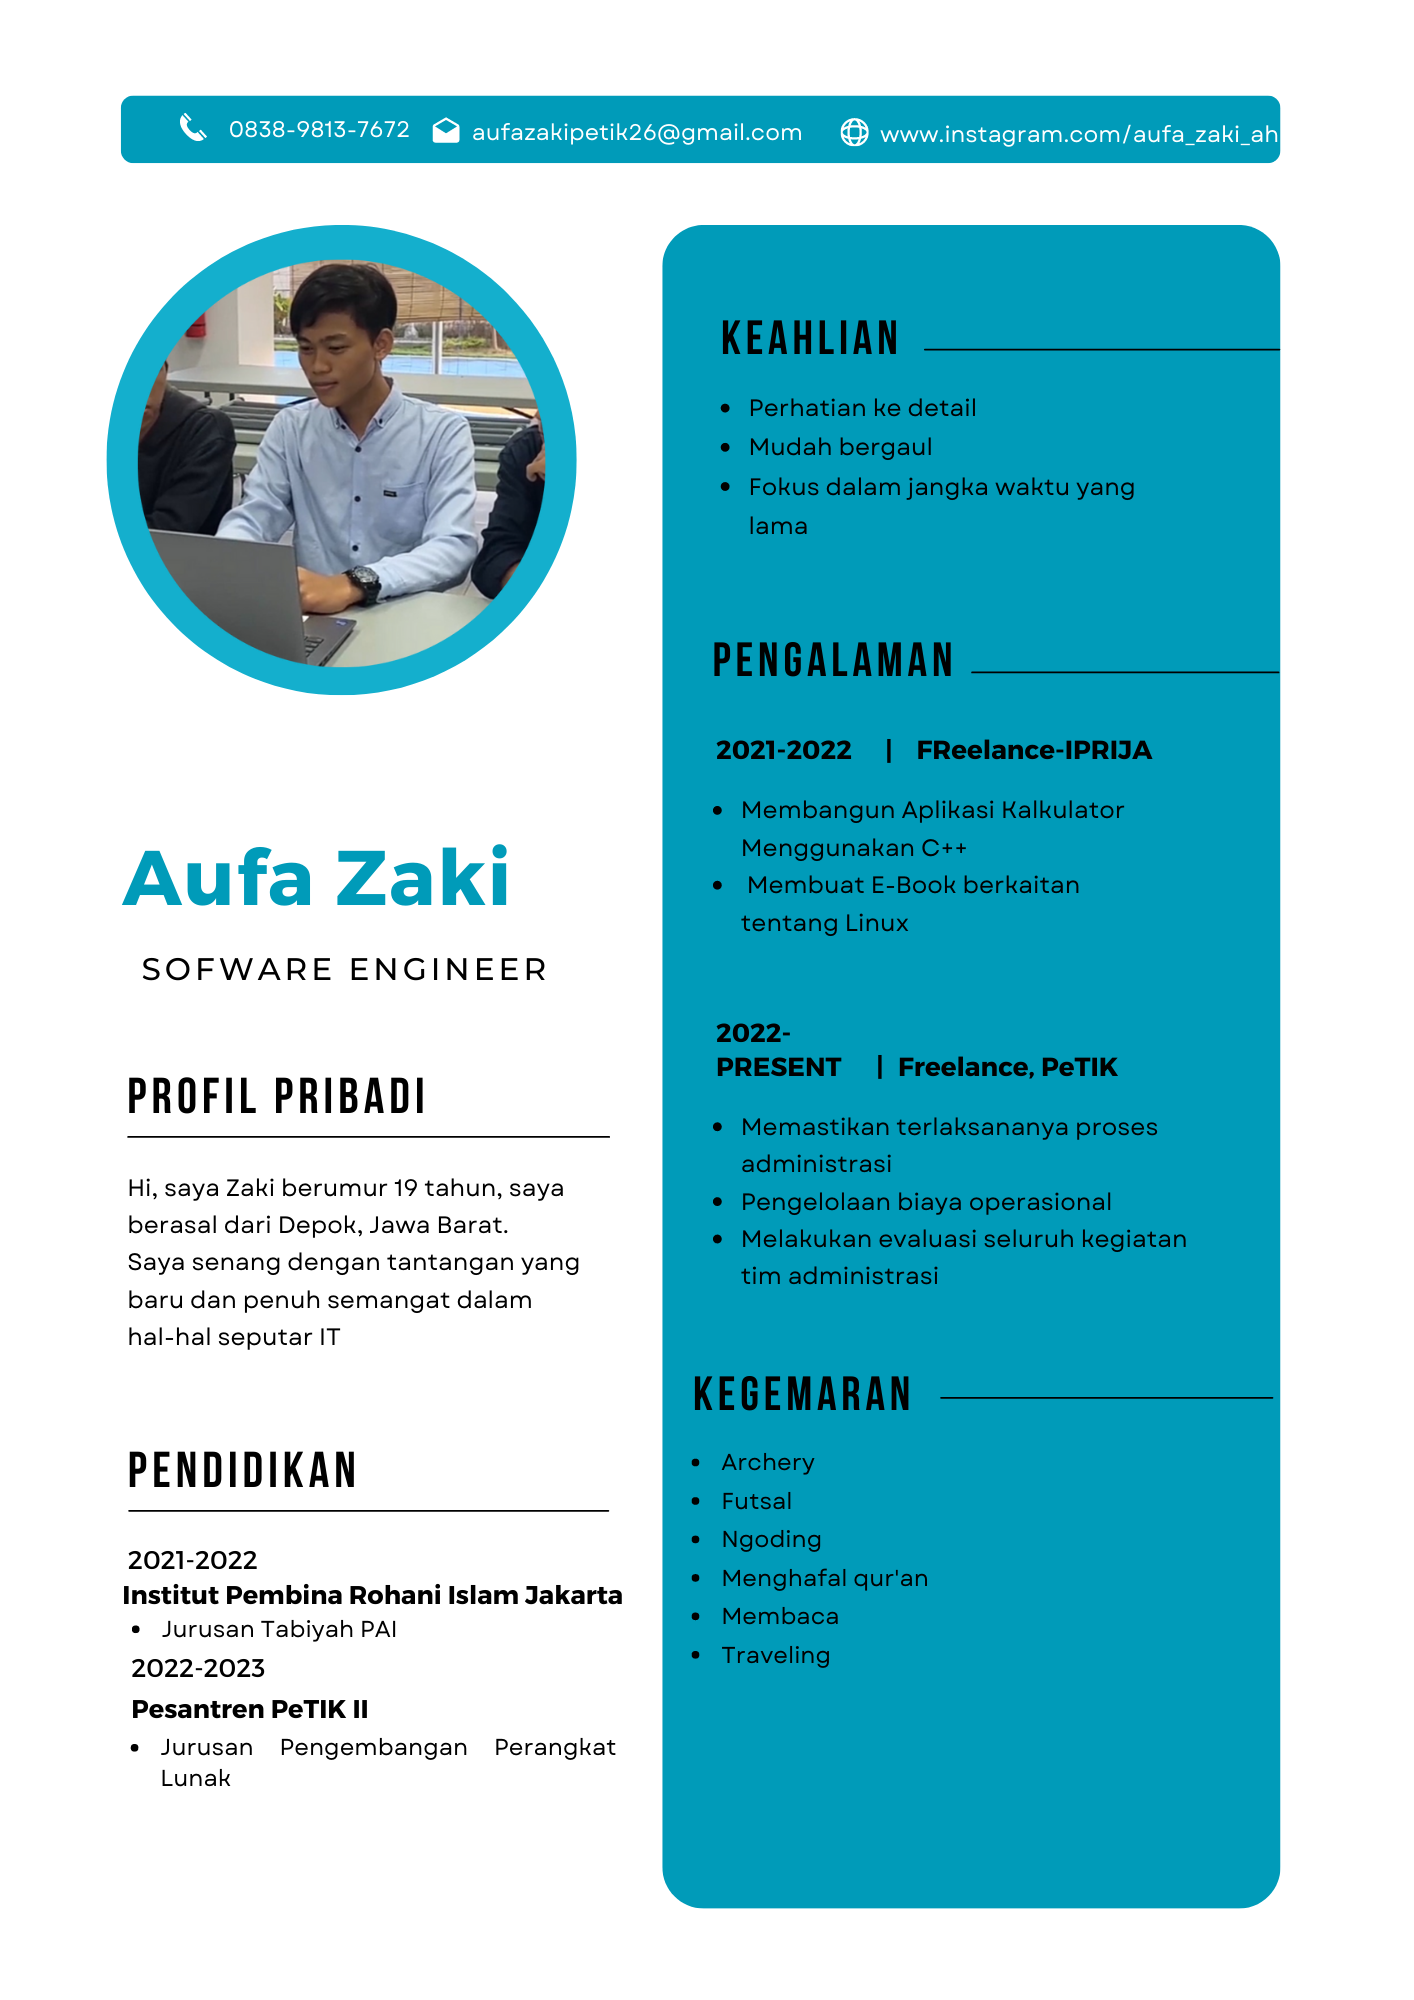 0838-9813-7672
aufazakipetik26@gmail.com
www.instagram.com/aufa_zaki_ah
Aufa Zaki
SOFWARE ENGINEER
PROFIL PRIBADI
Hi, saya Zaki berumur 19 tahun, saya
berasal dari Depok, Jawa Barat.
Saya senang dengan tantangan yang
baru dan penuh semangat dalam
hal-hal seputar IT
PENDIDIKAN
2021-2022
Institut Pembina Rohani Islam Jakarta
• Jurusan Tabiyah PAI
2022-2023
Pesantren PeTIK II
• Jurusan Pengembangan Perangkat
Lunak
KEAHLIAN
• Perhatian ke detail
• Mudah bergaul
• Fokus dalam jangka waktu yang
lama
PENGALAMAN
2021-2022 | FReelance-IPRIJA
• Membangun Aplikasi Kalkulator
Menggunakan C++
• Membuat E-Book berkaitan
tentang Linux
2022-
PRESENT | Freelance, PeTIK
• Memastikan terlaksananya proses
administrasi
• Pengelolaan biaya operasional
• Melakukan evaluasi seluruh kegiatan
tim administrasi
KEGEMARAN
• Archery
• Futsal
• Ngoding
• Menghafal qur'an
• Membaca
• Traveling